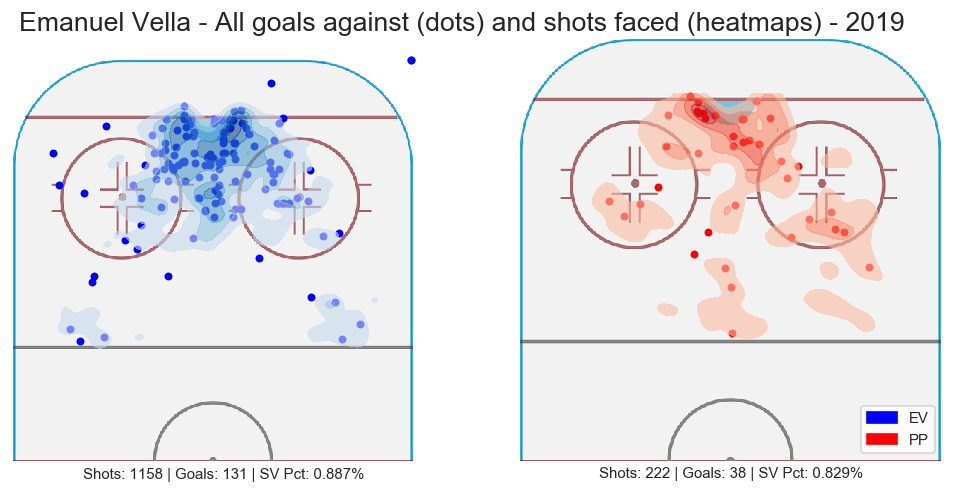 Emanuel Vella - All goals against (dots) and shots faced (heatmaps) - 2019
EV
PP
Shots: 1158 | Goals: 131 | SV Pct: 0.887%
Shots: 222 | Goals: 38 | SV Pct: 0.829%